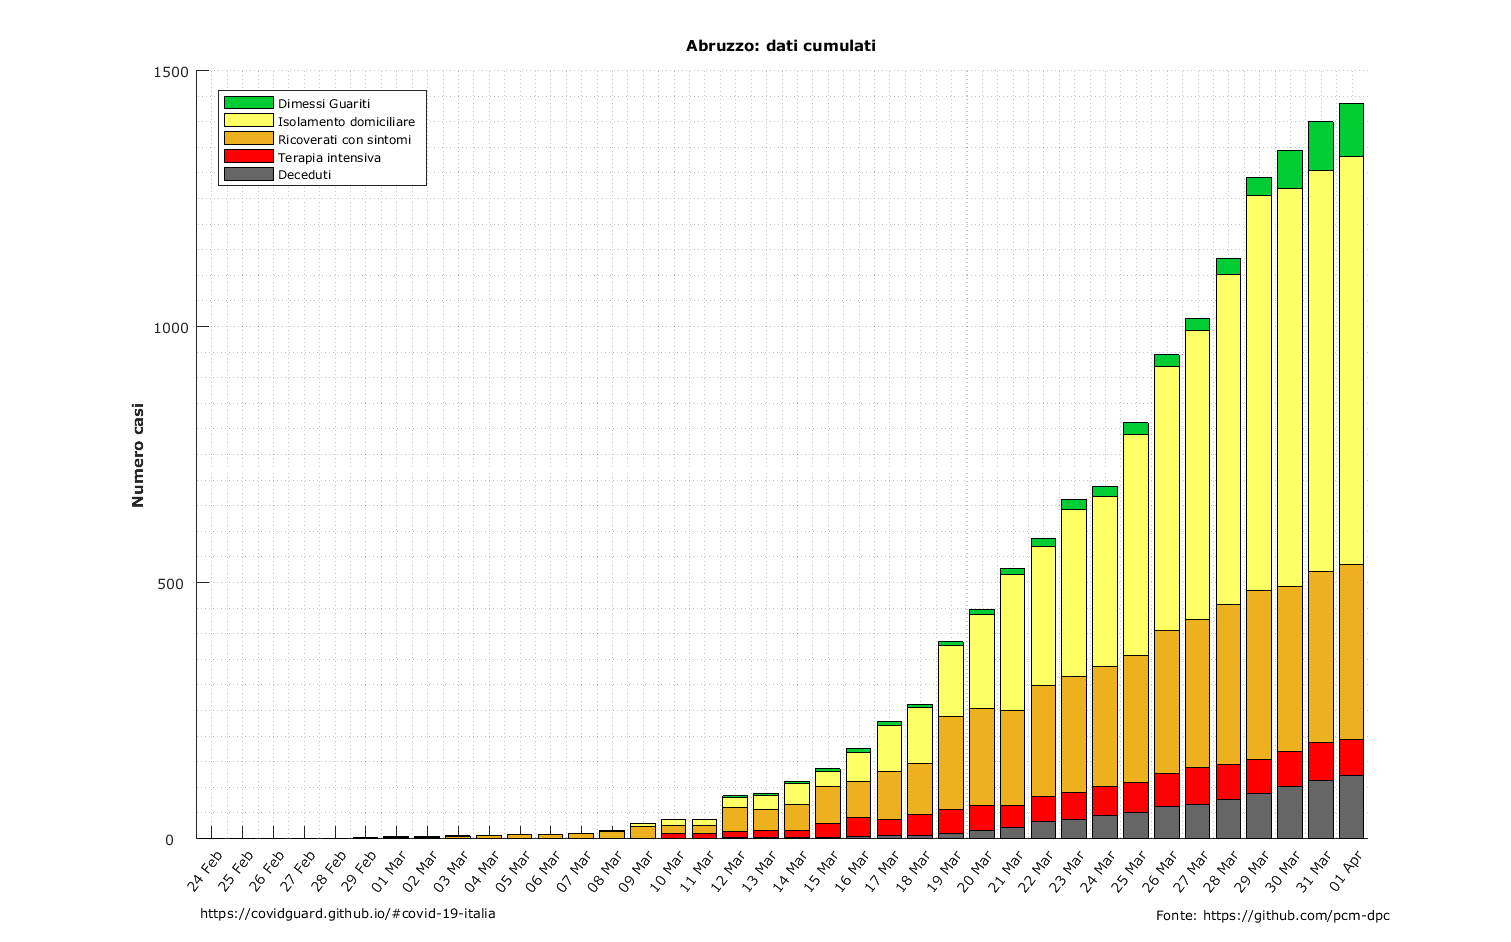 Abruzzo: dati cumulati
1500
1000
500
0
Numero casi
Dimessi Guariti
Isolamento domiciliare
Ricoverati con sintomi
Terapia intensiva
Deceduti
24 Feb
25 Feb
26 Feb
27 Feb
28 Feb
29 Feb
01 Mar
02 Mar
03 Mar
04 Mar
05 Mar
06 Mar
07 Mar
08 Mar
09 Mar
10 Mar
11 Mar
12 Mar
13 Mar
14 Mar
15 Mar
16 Mar
17 Mar
18 Mar
19 Mar
20 Mar
21 Mar
22 Mar
23 Mar
24 Mar
25 Mar
26 Mar
27 Mar
28 Mar
29 Mar
30 Mar
31 Mar
01 Apr
https://covidguard.github.io/#covid-19-italia
Fonte: https://github.com/pcm-dpc